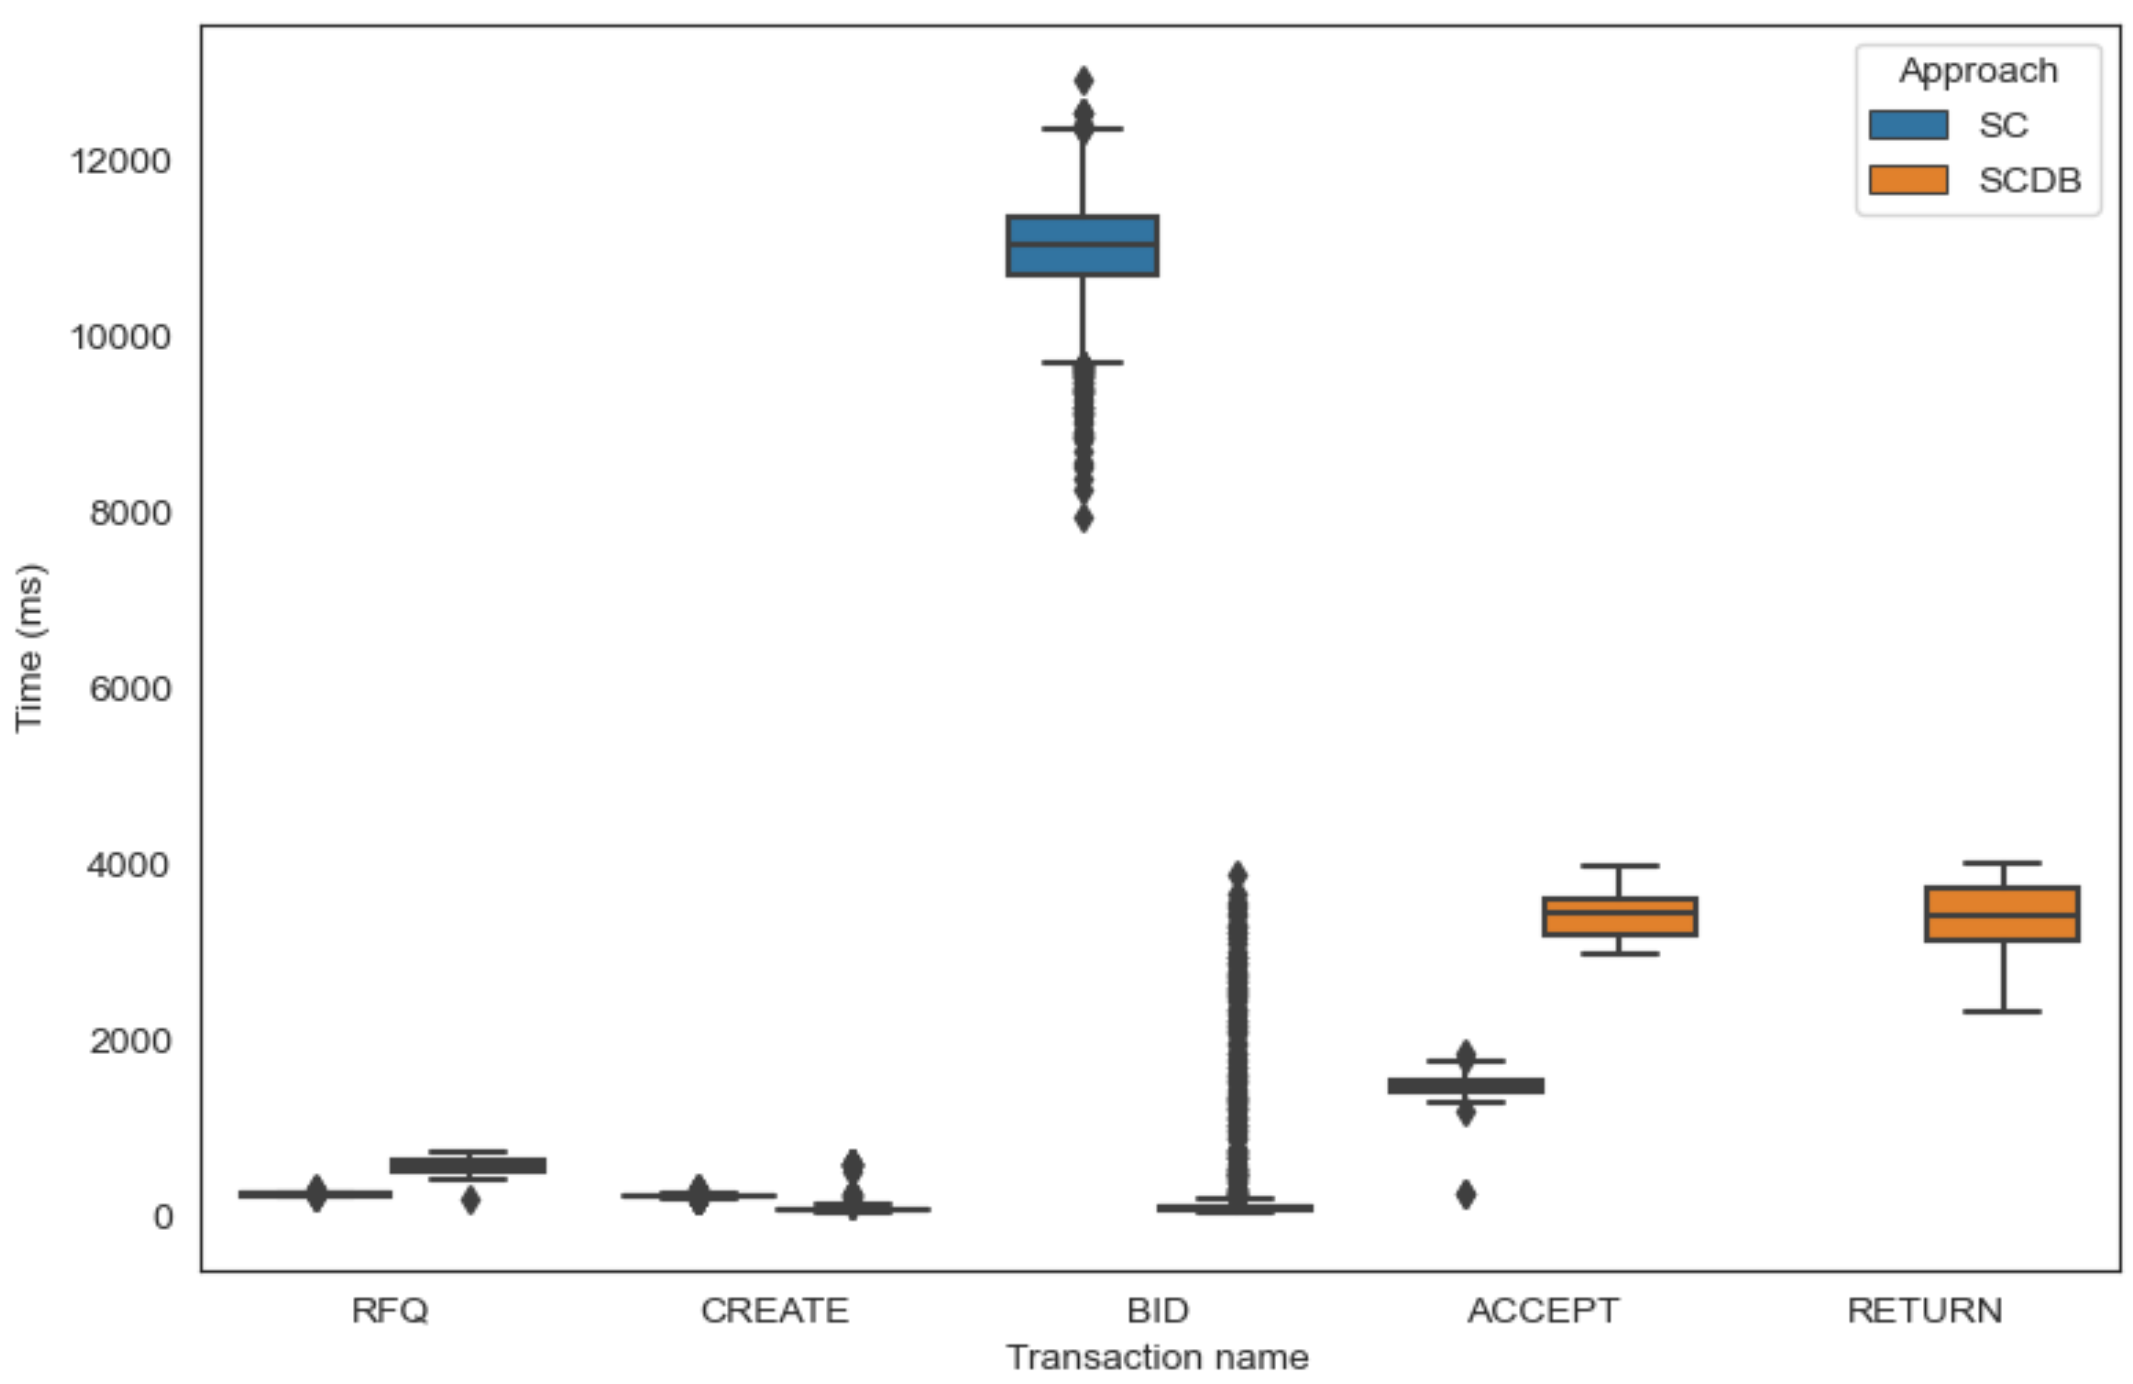 Approach
SC
SCDB
12000
10000
8000
6000
4000
2000
0
Time (ms)
RFQ CREATE BID ACCEPT RETURN
Transaction name